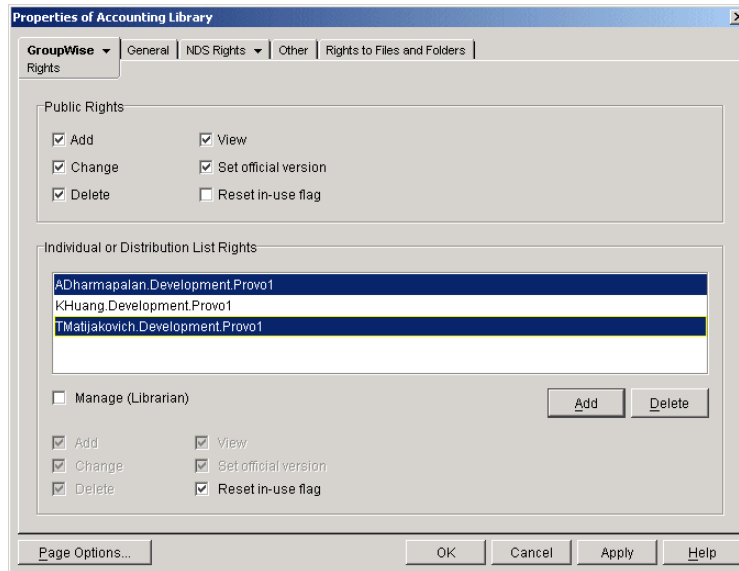 Properties of Accounting Library
GroupWise General NDS Rights Other Rights to Files and Folders
Rights
Public Rights
Add View
Change Set official version
Delete Reset in-use flag
Individual or Distribution List Rights
ADharmapalan.Development.Provo1
KHuang.Development.Provo1
TMatijakovich.Development.Provo1
Manage (Librarian) Add Delete
Add View
Change Set official version
Delete Reset in-use flag
Page Options... OK Cancel Apply Help